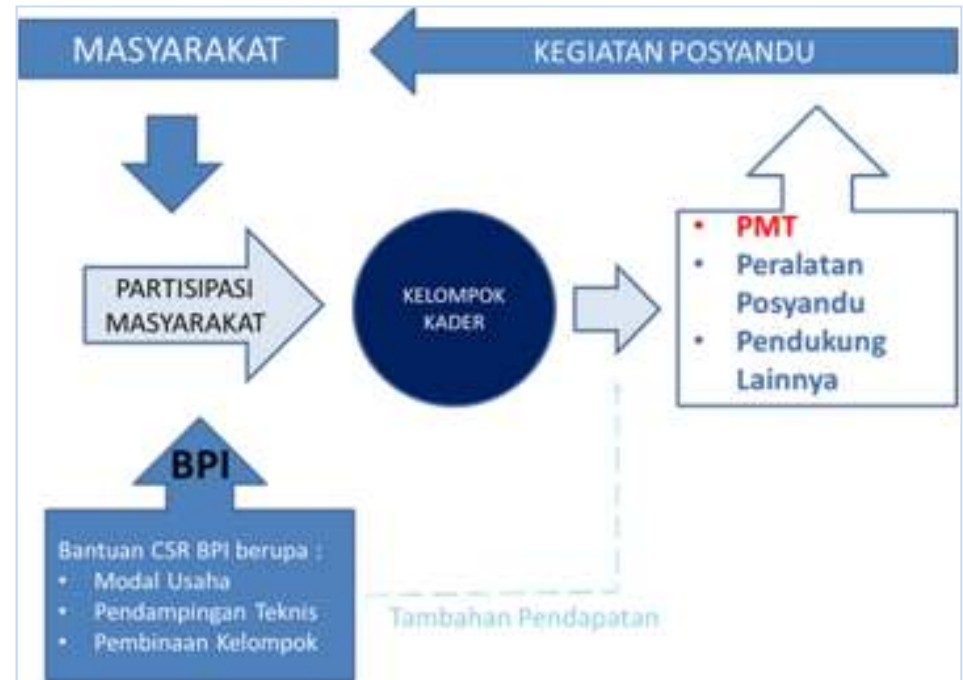 MASYARAKAT
KEGIATAN POSYANDU
PARTISIPASI
MASYARAKAT
KELOMPOK
KADER
• PMT
• Peralatan
Posyandu
• Pendukung
Lainnya
BPI
Bantuan CSR BPI berupa :
• Modal Usaha
• Pendampingan Teknis
• Pembinaan Kelompok
Tambahan Pendapatan